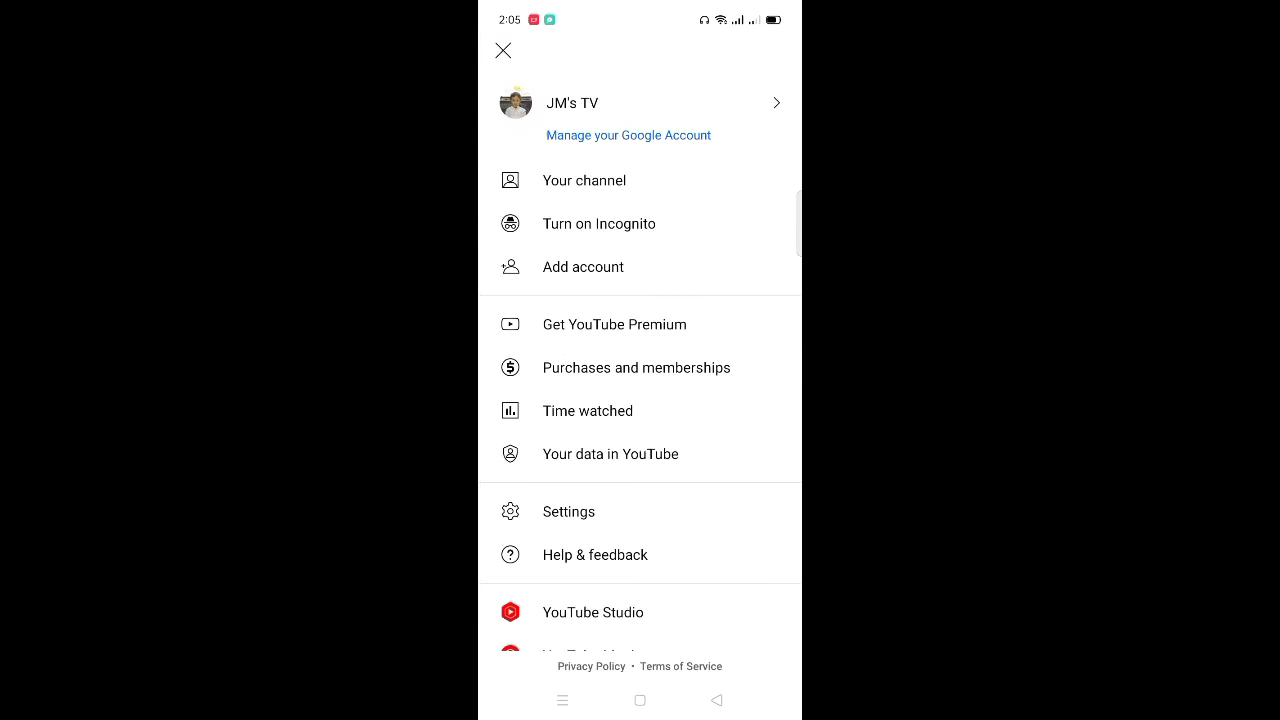 2:05
JM's TV
Manage your Google Account
Your channel
Turn on Incognito
Add account
Get YouTube Premium
Purchases and memberships
Time watched
Your data in YouTube
Settings
Help & feedback
YouTube Studio
Privacy Policy • Terms of Service